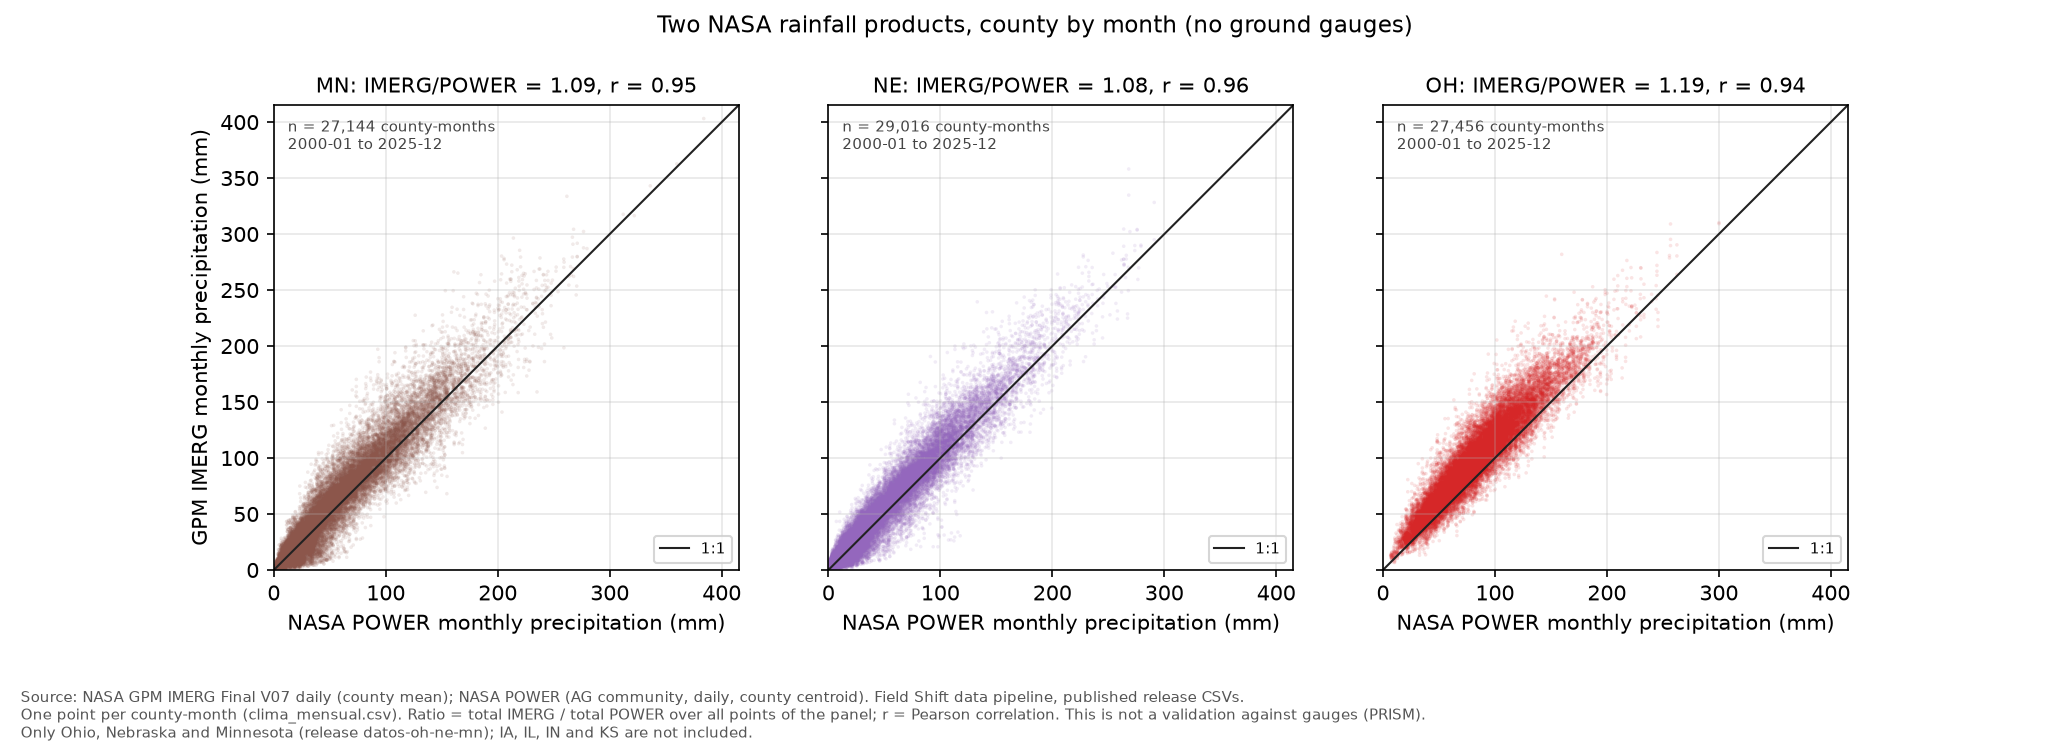 Two NASA rainfall products, county by month (no ground gauges)
MN: IMERG/POWER = 1.09, r = 0.95
NE: IMERG/POWER = 1.08, r = 0.96
OH: IMERG/POWER = 1.19, r = 0.94
n = 27,144 county-months
2000-01 to 2025-12
n = 29,016 county-months
2000-01 to 2025-12
n = 27,456 county-months
2000-01 to 2025-12
GPM IMERG monthly precipitation (mm)
400
350
300
250
200
150
100
50
0
1:1
1:1
1:1
0 100 200 300 400
0 100 200 300 400
0 100 200 300 400
NASA POWER monthly precipitation (mm)
NASA POWER monthly precipitation (mm)
NASA POWER monthly precipitation (mm)
Source: NASA GPM IMERG Final V07 daily (county mean); NASA POWER (AG community, daily, county centroid). Field Shift data pipeline, published release CSVs.
One point per county-month (clima_mensual.csv). Ratio = total IMERG / total POWER over all points of the panel; r = Pearson correlation. This is not a validation against gauges (PRISM).
Only Ohio, Nebraska and Minnesota (release datos-oh-ne-mn); IA, IL, IN and KS are not included.